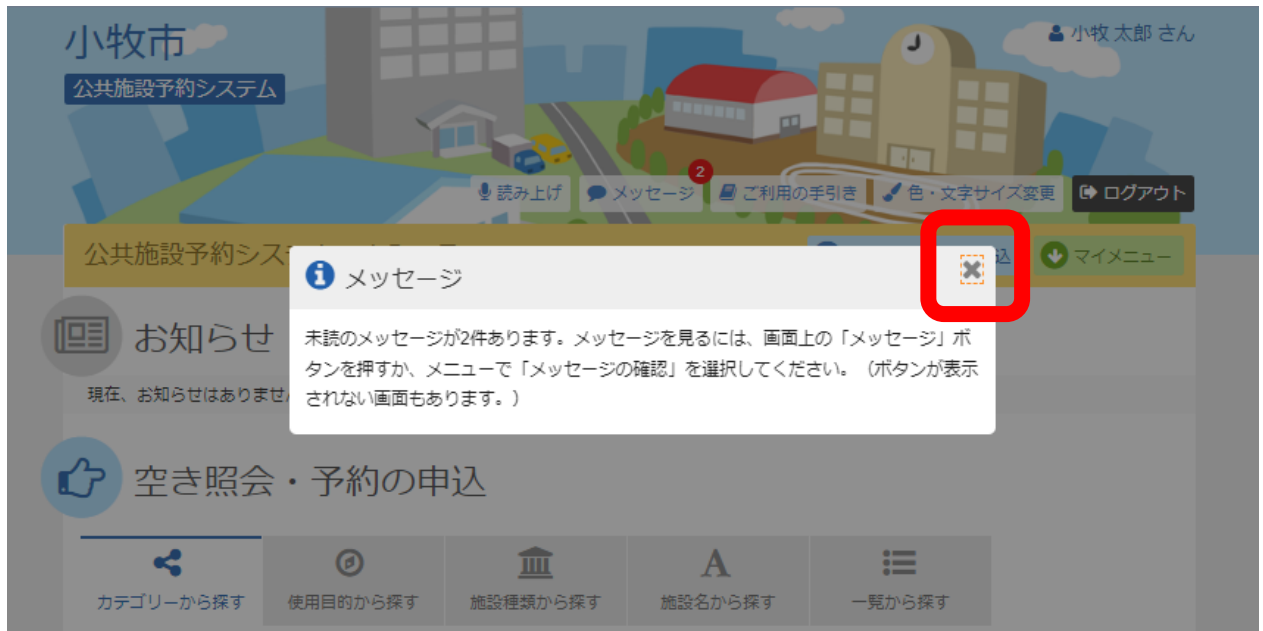 小牧市
小牧 太郎 さん
公共施設予約システム
2
読み上げ
メッセージ
ご利用の手引き
色・文字サイズ変更
ログアウト
公共施設予約シス
込
マイメニュー
メッセージ
お知らせ
未読のメッセージが2件あります。メッセージを見るには、画面上の「メッセージ」ボ
タンを押すか、メニューで「メッセージの確認」を選択してください。（ボタンが表示
されない画面もあります。）
現在、お知らせはありませ
空き照会・予約の申込
カテゴリーから探す
使用目的から探す
施設種類から探す
A
施設名から探す
一覧から探す